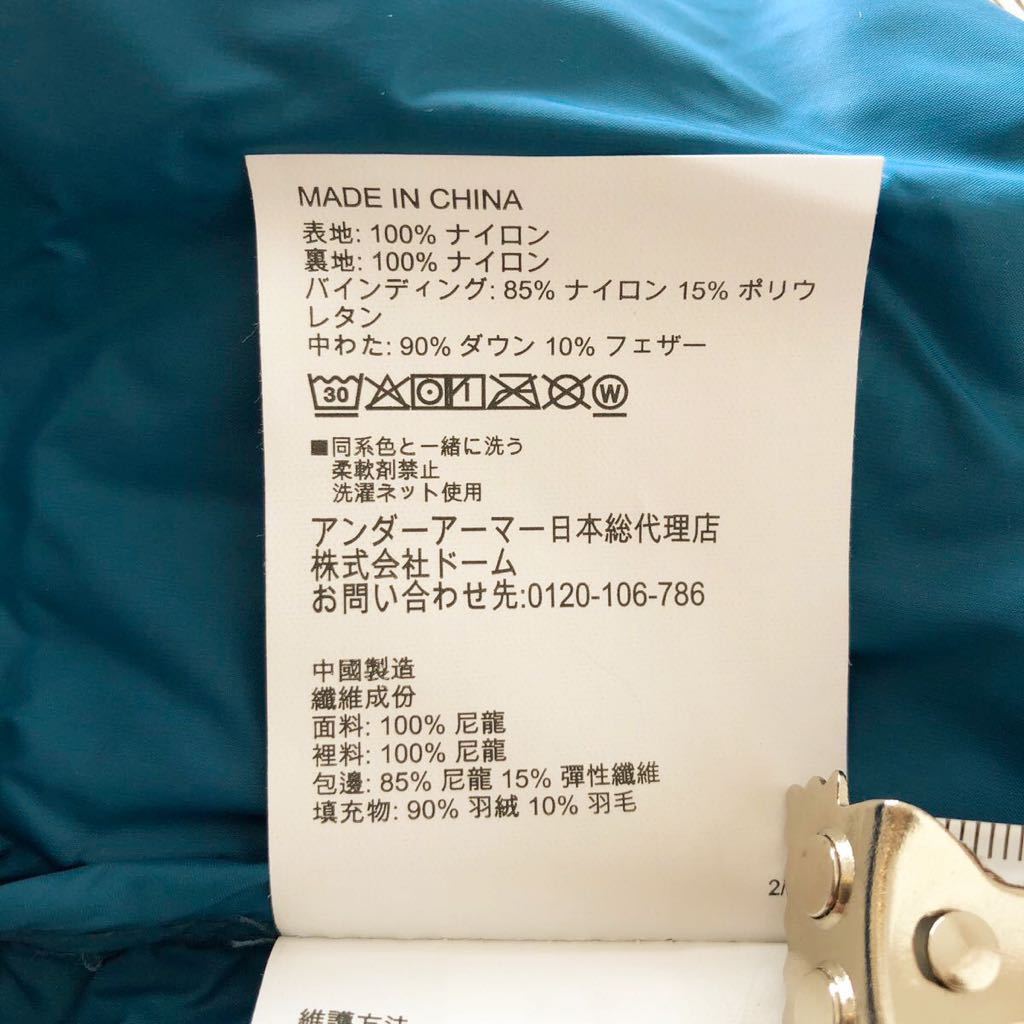 MADE IN CHINA
表地: 100% ナイロン
裏地: 100% ナイロン
バインディング: 85% ナイロン 15% ポリウ
レタン
中わた: 90% ダウン 10% フェザー
30 W
■同系色と一緒に洗う
柔軟剤禁止
洗濯ネット使用
アンダーアーマー日本総代理店
株式会社ドーム
お問い合わせ先:0120-106-786
中國製造
纖維成份
面料: 100% 尼龍
裡料: 100% 尼龍
包邊: 85% 尼龍 15% 彈性纖維
填充物: 90% 羽絨 10% 羽毛
2/
維護方法